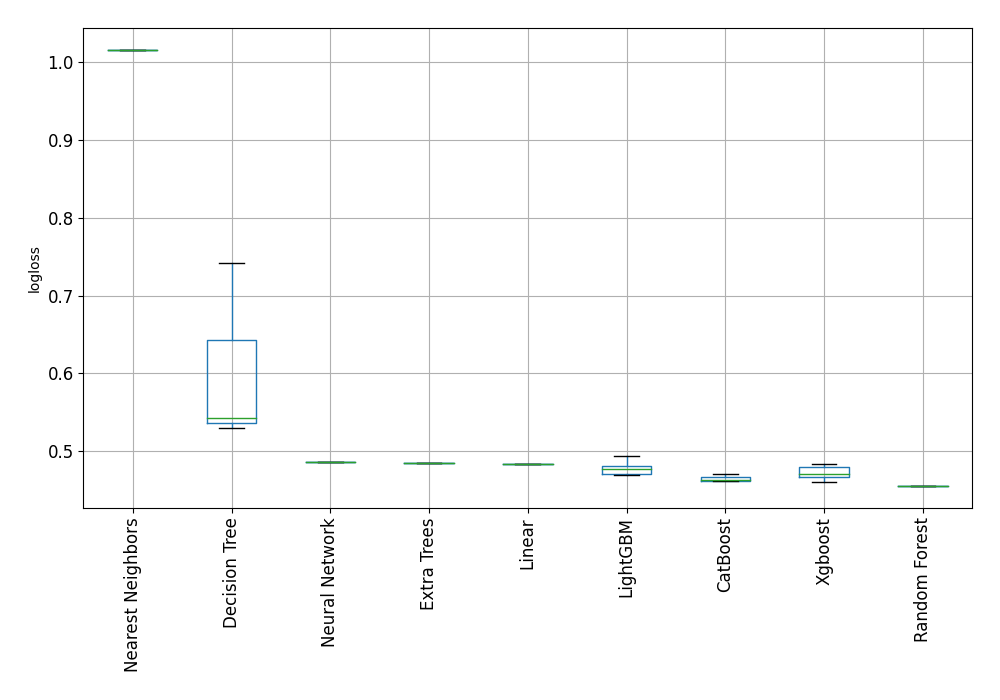 1.0
0.9
0.8
0.7
0.6
0.5
logloss
Nearest Neighbors
Decision Tree
Neural Network
Extra Trees
Linear
LightGBM
CatBoost
Xgboost
Random Forest